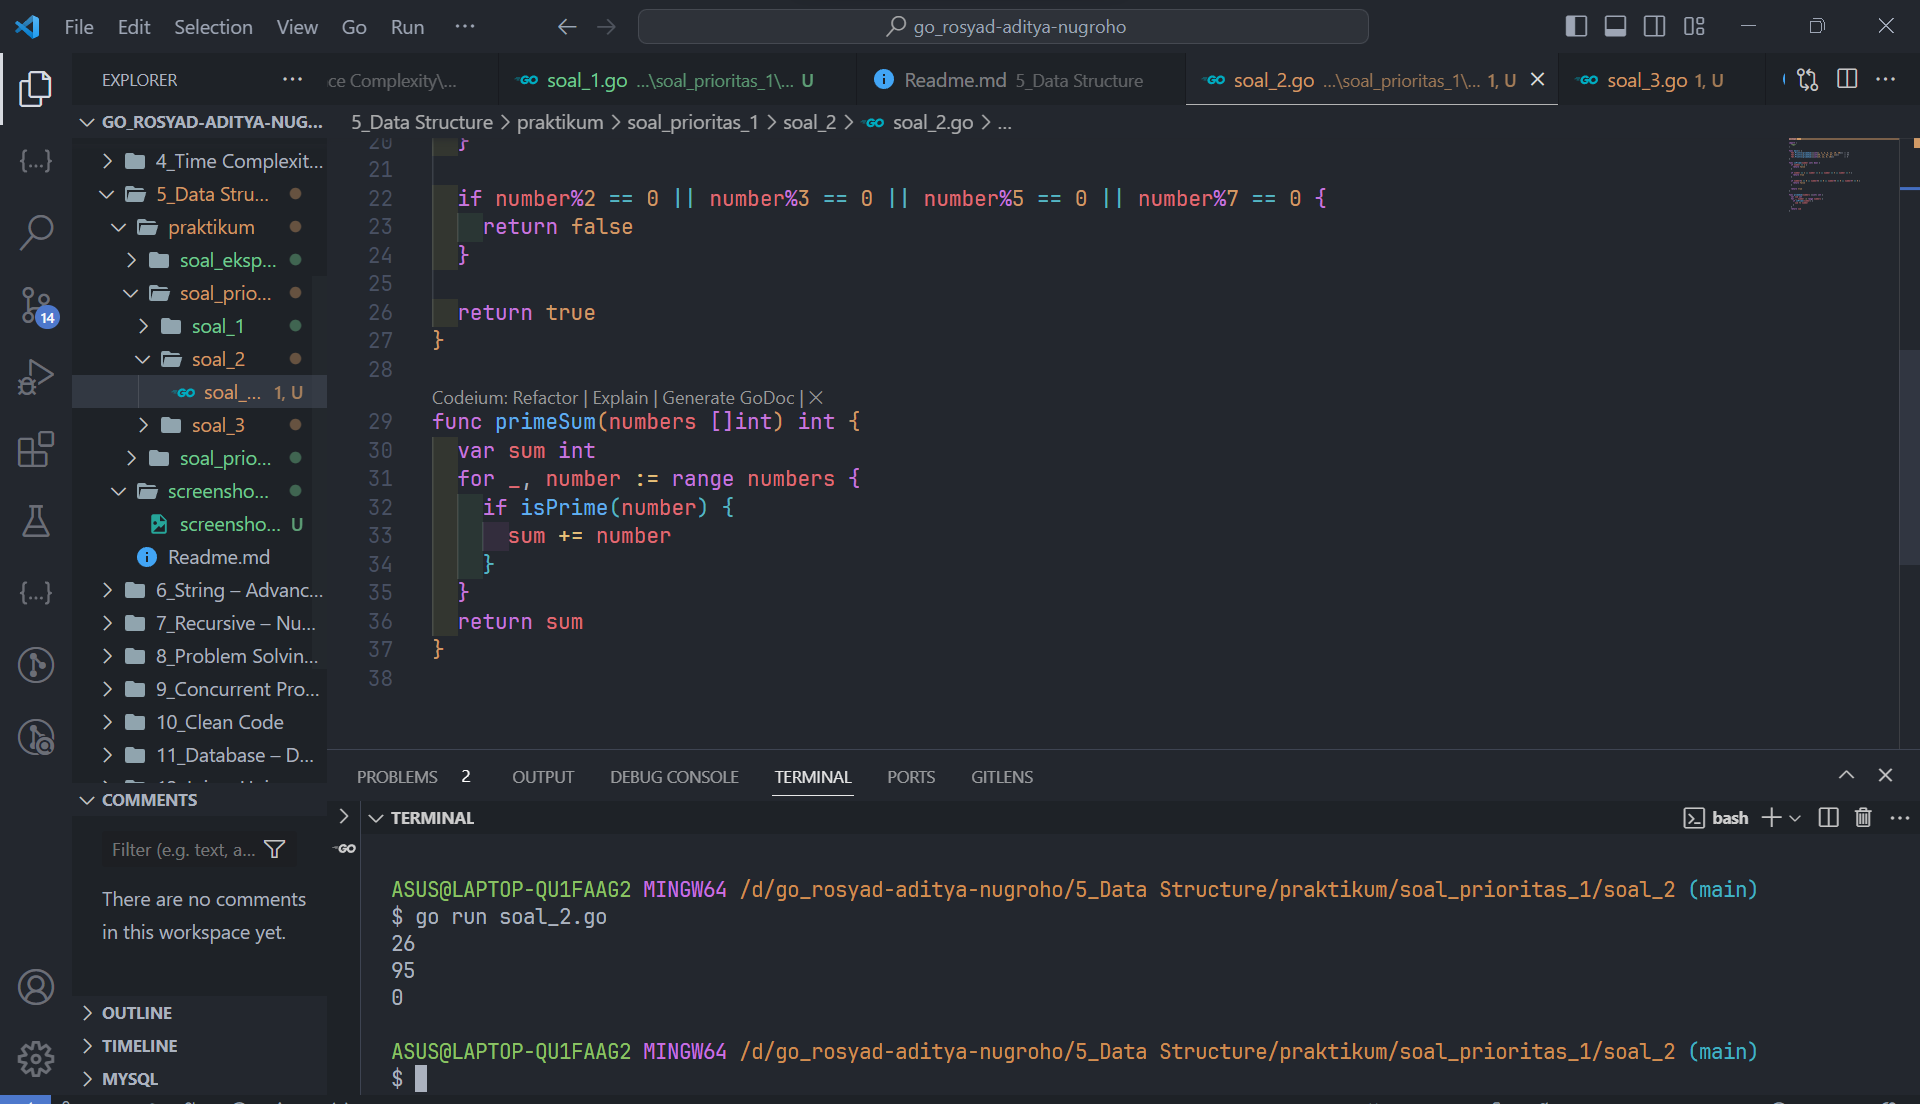 File Edit Selection View Go Run ··· go_rosyad-aditya-nugroho
EXPLORER ···
ce Complexity\... soal_1.go ...\soal_prioritas_1\... U Readme.md 5_Data Structure soal_2.go ...\soal_prioritas_1\... 1, U soal_3.go 1, U
GO_ROSYAD-ADITYA-NUG...
4_Time Complexit...
5_Data Stru...
praktikum
soal_eksp...
soal_prio...
soal_1
soal_2
soal_... 1, U
soal_3
soal_prio...
screensho...
screensho... U
Readme.md
6_String – Advanc...
7_Recursive – Nu...
8_Problem Solvin...
9_Concurrent Pro...
10_Clean Code
11_Database – D...
14
COMMENTS
Filter (e.g. text, a...
There are no comments
in this workspace yet.
OUTLINE
TIMELINE
MYSQL
5_Data Structure > praktikum > soal_prioritas_1 > soal_2 > soal_2.go > ...
20 }
21
22 if number%2 == 0 || number%3 == 0 || number%5 == 0 || number%7 == 0 {
23 return false
24 }
25
26 return true
27 }
28
Codeium: Refactor | Explain | Generate GoDoc | ×
29 func primeSum(numbers []int) int {
30 var sum int
31 for _, number := range numbers {
32 if isPrime(number) {
33 sum += number
34 }
35 }
36 return sum
37 }
38
PROBLEMS 2 OUTPUT DEBUG CONSOLE TERMINAL PORTS GITLENS
TERMINAL bash
ASUS@LAPTOP-QU1FAAG2 MINGW64 /d/go_rosyad-aditya-nugroho/5_Data Structure/praktikum/soal_prioritas_1/soal_2 (main)
$ go run soal_2.go
26
95
0
ASUS@LAPTOP-QU1FAAG2 MINGW64 /d/go_rosyad-aditya-nugroho/5_Data Structure/praktikum/soal_prioritas_1/soal_2 (main)
$